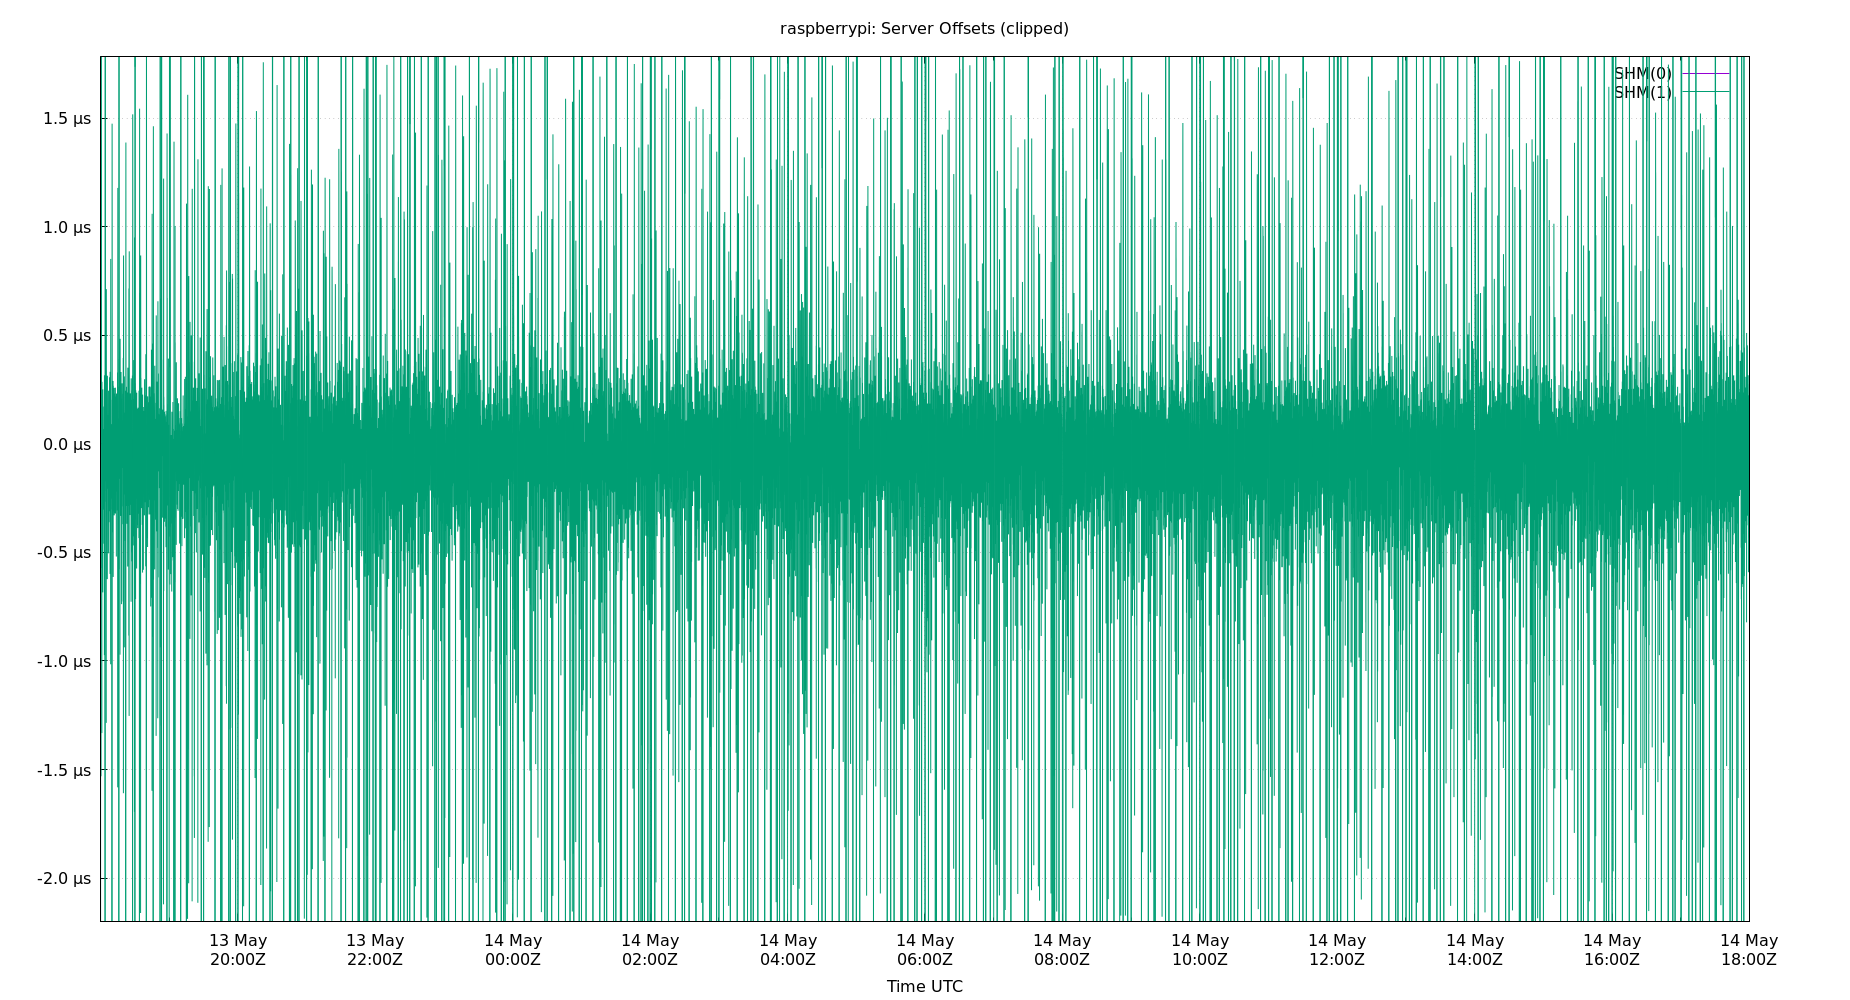 raspberrypi: Server Offsets (clipped)
SHM(0)
SHM(1)
1.5 µs
1.0 µs
0.5 µs
0.0 µs
-0.5 µs
-1.0 µs
-1.5 µs
-2.0 µs
13 May 13 May 14 May 14 May 14 May 14 May 14 May 14 May 14 May 14 May 14 May 14 May
20:00Z 22:00Z 00:00Z 02:00Z 04:00Z 06:00Z 08:00Z 10:00Z 12:00Z 14:00Z 16:00Z 18:00Z
Time UTC